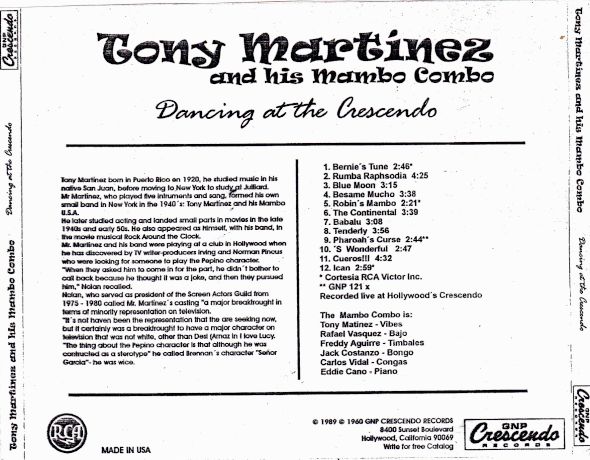 Tony Martinez
and his Mambo Combo
Dancing at the Crescendo
Tony Martinez born in Puerto Rico en 1920, he studied music in his
native San Juan, before moving to New York to study at Julliard.
Mr Martinez, who played five intruments and song, formed his own
small band in New York in the 1940´s: Tony Martinez and his Mambo
U.S.A.
He later studied acting and landed small parts in movies in the late
1940s and early 50s. He also appeared as Himself, with his band, in
the movie musical Rock Around the Clock.
Mr. Martinez and his band were playing at a club in Hollywood when
he has discovered by TV writer-producers Irving and Norman Pincus
who were looking for someone to play the Pepino character.
"When they asked him to come in for the part, he didn´t bother to
call back because he thought it was a joke, and then they pursued
him," Nolan recalled.
Nolan, who served as president of the Screen Actors Guild from
1975 - 1980 called Mr. Martinez´s casting "a major breakthrought in
terms of minority representation on television.
"It´s not haven been the representation that the are seeking now,
but it certainly was a breakthrought to have a major character on
television that was not white, other than Desi (Arnaz in I love Lucy.
"The thing about the Pepino character is that although he was
contructed as a sterotype" he called Brennan´s character "Señor
Garcia"- he was wice.
1. Bernie´s Tune 2:46*
2. Rumba Raphsodia 4:25
3. Blue Moon 3:15
4. Besame Mucho 4:38
5. Robin´s Mambo 2:21*
6. The Continental 3:39
7. Babalu 3:08
8. Tenderly 3:56
9. Pharoah´s Curse 2:44**
10. ´S Wonderful 2:47
11. Cueros!!! 4:32
12. Ican 2:59*
* Cortesia RCA Victor Inc.
** GNP 121 x
Recorded live at Hollywood´s Crescendo
The Mambo Combo is:
Tony Matinez - Vibes
Rafael Vasquez - Bajo
Freddy Aguirre - Timbales
Jack Costanzo - Bongo
Carlos Vidal - Congas
Eddie Cano - Piano
RCA
MADE IN USA
© 1989 © 1960 GNP CRESCENDO RECORDS
8400 Sunset Boulevard
Hollywood, California 90069
Write for free Catalog
GNP
Crescendo
RECORDS
Tony Martinez and his Mambo Combo
Dancing at the Crescendo
GNP
Crescendo
RECORDS
Tony Martinez and his Mambo Combo
Dancing at the Crescendo
GNP
Crescendo
RECORDS